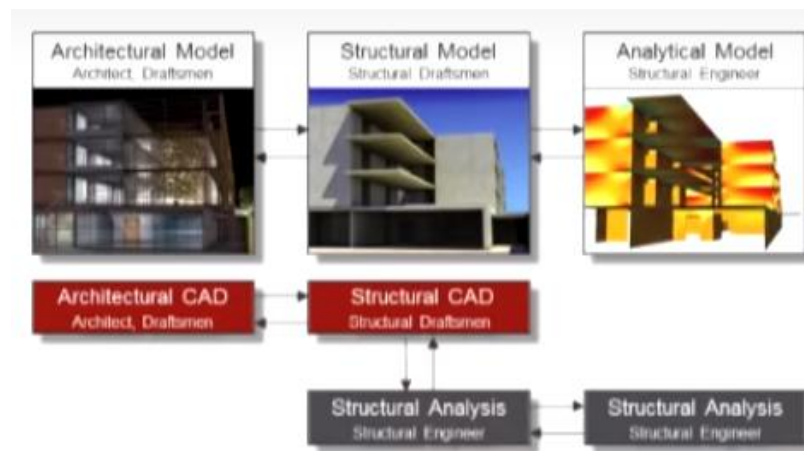 Architectural Model
Architect, Draftsmen
Structural Model
Structural Draftsmen
Analytical Model
Structural Engineer
Architectural CAD
Architect, Draftsmen
Structural CAD
Structural Draftsmen
Structural Analysis
Structural Engineer
Structural Analysis
Structural Engineer